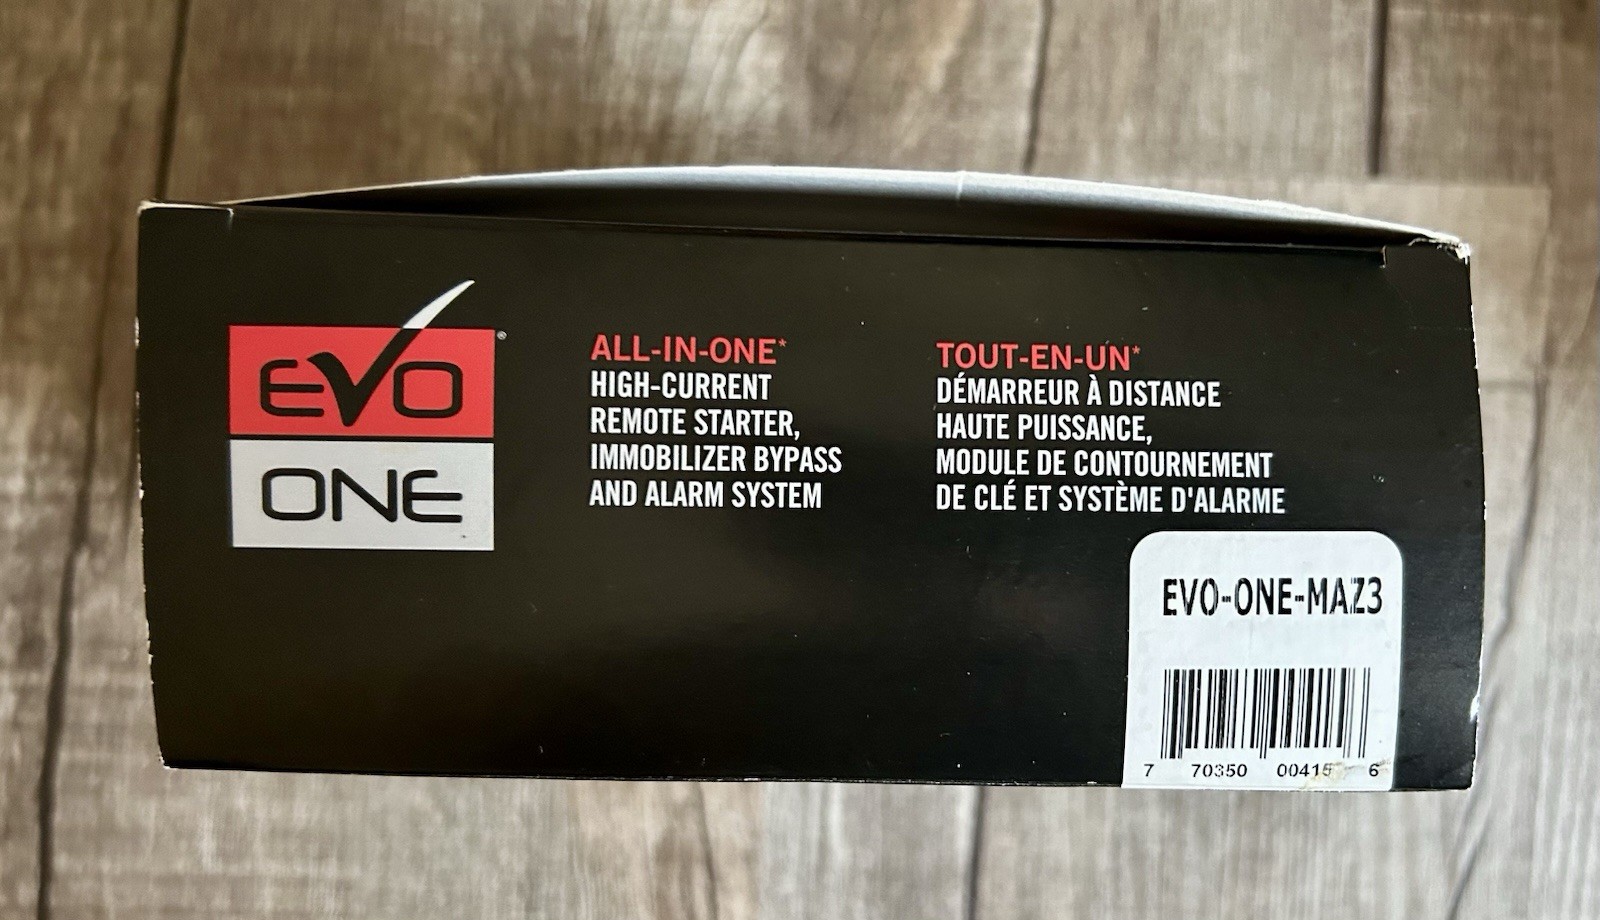 EVO
ONE
®
ALL-IN-ONE*
HIGH-CURRENT
REMOTE STARTER,
IMMOBILIZER BYPASS
AND ALARM SYSTEM
TOUT-EN-UN*
DÉMARREUR À DISTANCE
HAUTE PUISSANCE,
MODULE DE CONTOURNEMENT
DE CLÉ ET SYSTÈME D'ALARME
EVO-ONE-MAZ3
7 70350 00415 6